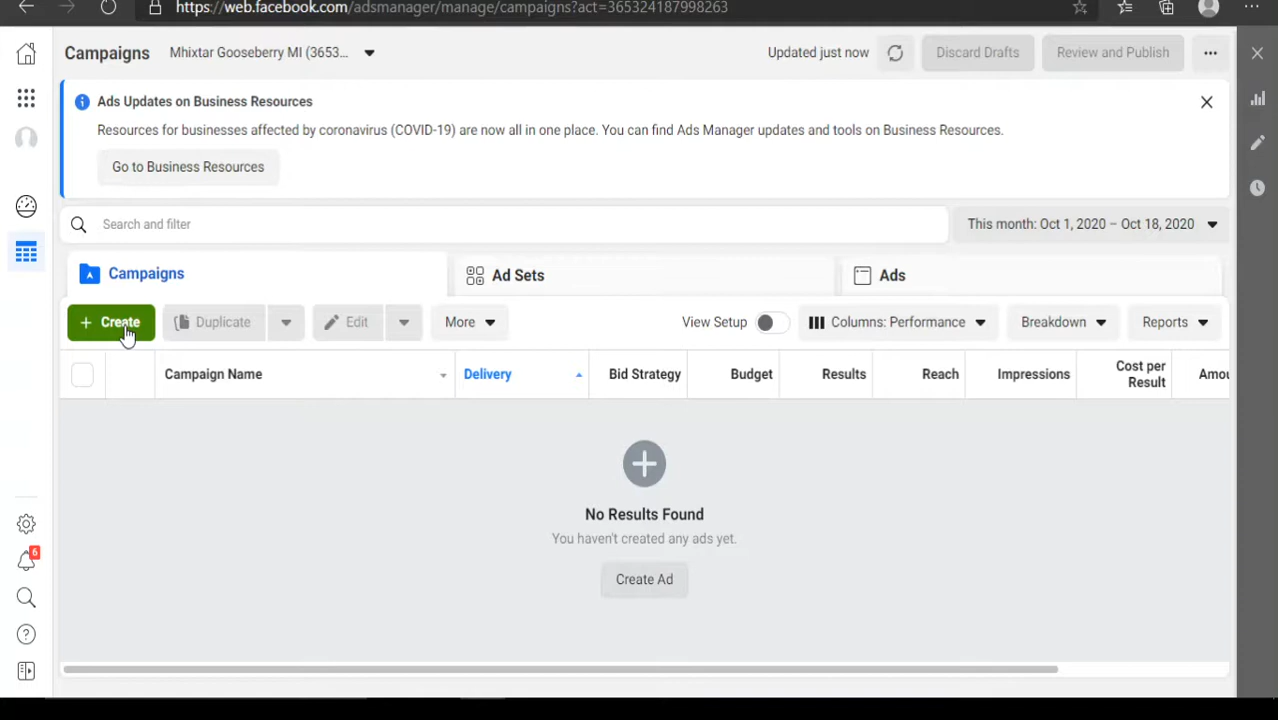 https://web.facebook.com/adsmanager/manage/campaigns?act=365324187998263
Campaigns
Mhixtar Gooseberry MI (3653...
Updated just now
Discard Drafts
Review and Publish
Ads Updates on Business Resources
Resources for businesses affected by coronavirus (COVID-19) are now all in one place. You can find Ads Manager updates and tools on Business Resources.
Go to Business Resources
Search and filter
This month: Oct 1, 2020 – Oct 18, 2020
Campaigns
Ad Sets
Ads
+ Create
Duplicate
Edit
More
View Setup
Columns: Performance
Breakdown
Reports
Campaign Name
Delivery
Bid Strategy
Budget
Results
Reach
Impressions
Cost per
Result
Amou
No Results Found
You haven't created any ads yet.
Create Ad
6